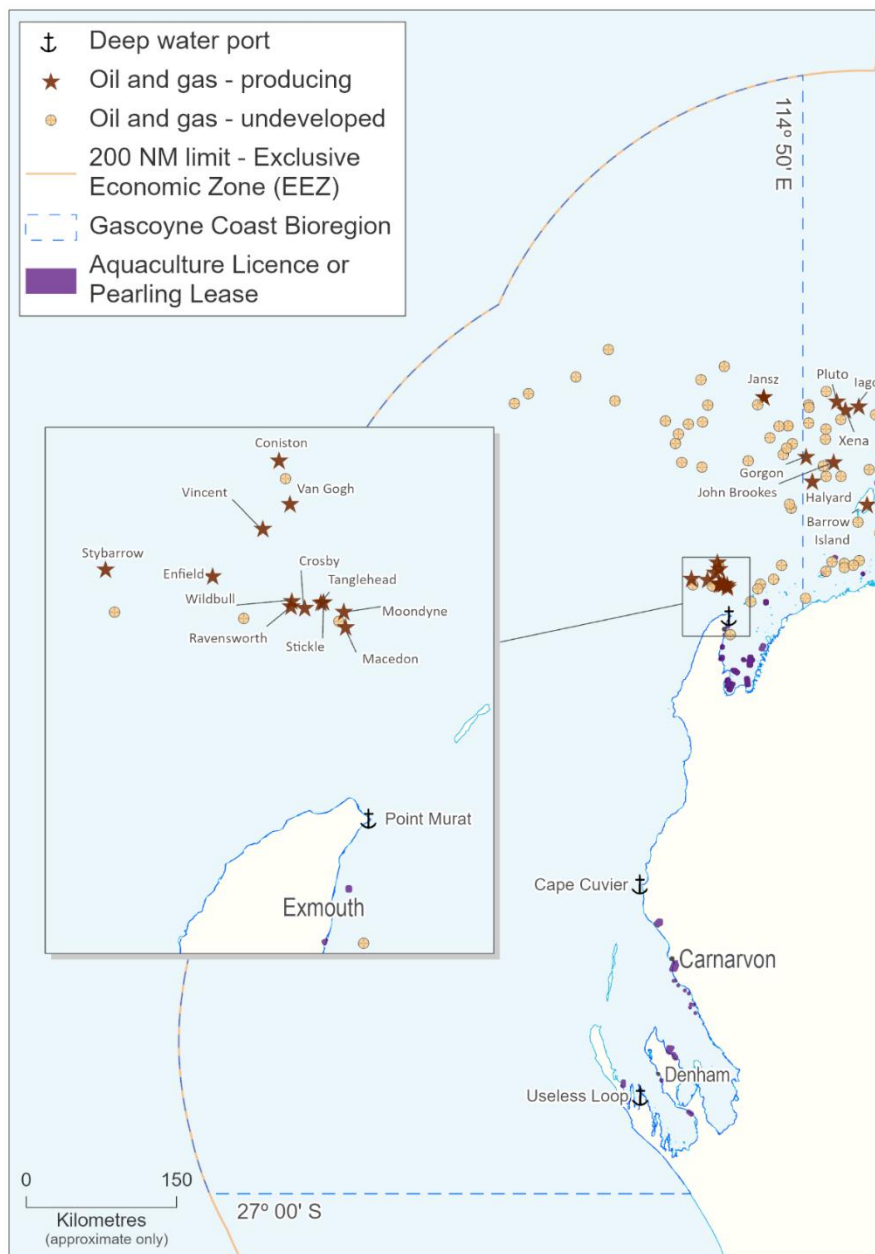 Deep water port
Oil and gas - producing
Oil and gas - undeveloped
200 NM limit - Exclusive
Economic Zone (EEZ)
Gascoyne Coast Bioregion
Aquaculture Licence or
Pearling Lease
114º 50' E
Jansz
Pluto
Iago
Xena
Gorgon
John Brookes
Halyard
Barrow
Island
Coniston
Van Gogh
Vincent
Stybarrow
Enfield
Crosby
Tanglehead
Wildbull
Moondyne
Ravensworth
Stickle
Macedon
Point Murat
Exmouth
Cape Cuvier
Carnarvon
Denham
Useless Loop
0 150
Kilometres
(approximate only)
27º 00' S